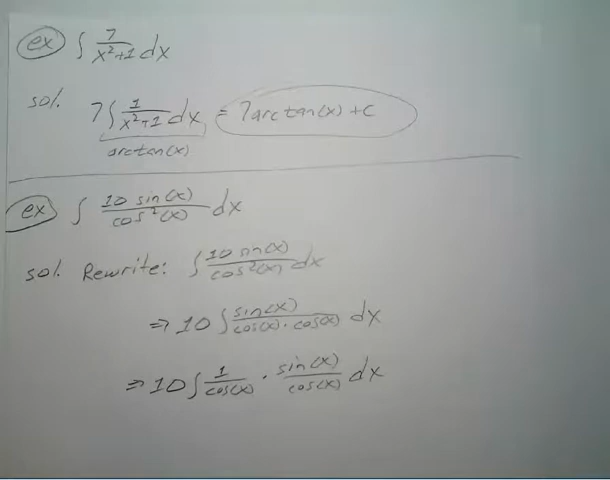 ex ∫ 7/(x²+1) dx
sol. 7∫ 1/(x²+1) dx = 7arctan(x)+C
arctan(x)
ex ∫ 10 sin(x)/cos²(x) dx
sol. Rewrite: ∫ 10 sin(x)/cos²(x) dx
⇒ 10 ∫ sin(x)/(cos(x)·cos(x)) dx
⇒ 10 ∫ 1/cos(x) · sin(x)/cos(x) dx